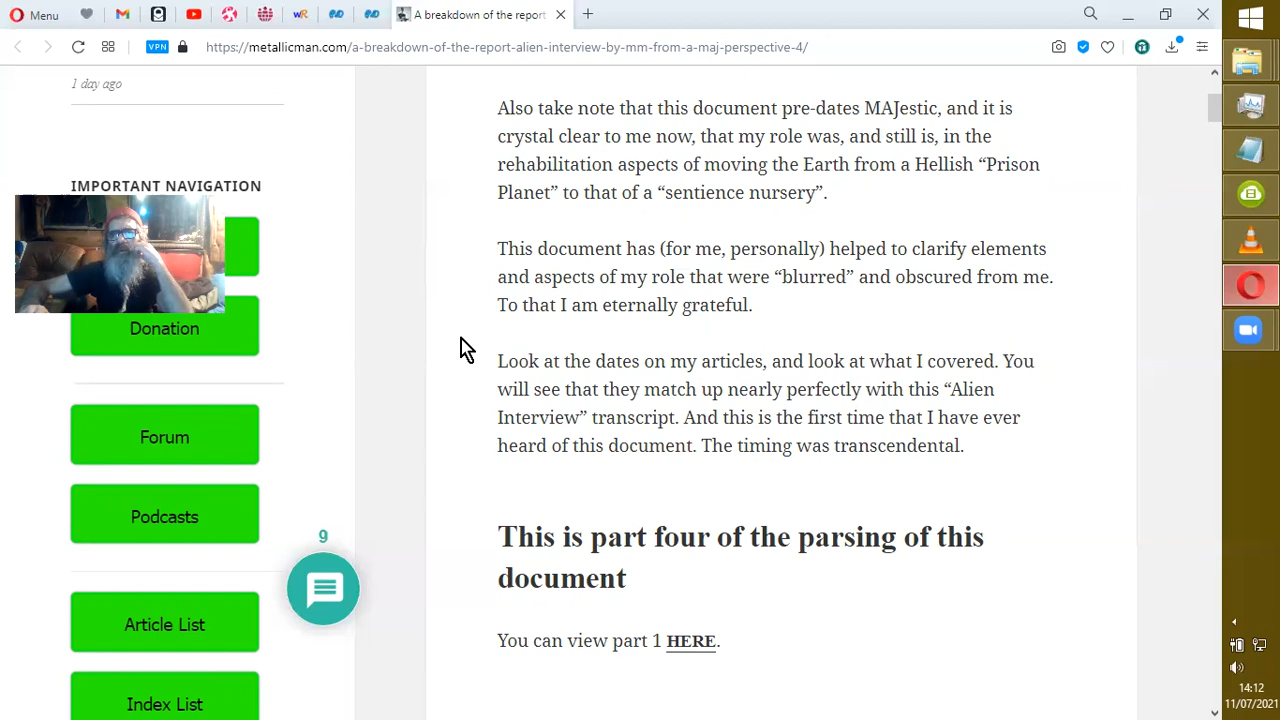 Menu
A breakdown of the report
VPN
https://metallicman.com/a-breakdown-of-the-report-alien-interview-by-mm-from-a-maj-perspective-4/
1 day ago
IMPORTANT NAVIGATION
Donation
Forum
Podcasts
Article List
Index List
9
Also take note that this document pre-dates MAJestic, and it is
crystal clear to me now, that my role was, and still is, in the
rehabilitation aspects of moving the Earth from a Hellish “Prison
Planet” to that of a “sentience nursery”.
This document has (for me, personally) helped to clarify elements
and aspects of my role that were “blurred” and obscured from me.
To that I am eternally grateful.
Look at the dates on my articles, and look at what I covered. You
will see that they match up nearly perfectly with this “Alien
Interview” transcript. And this is the first time that I have ever
heard of this document. The timing was transcendental.
This is part four of the parsing of this
document
You can view part 1 HERE.
14:12
11/07/2021